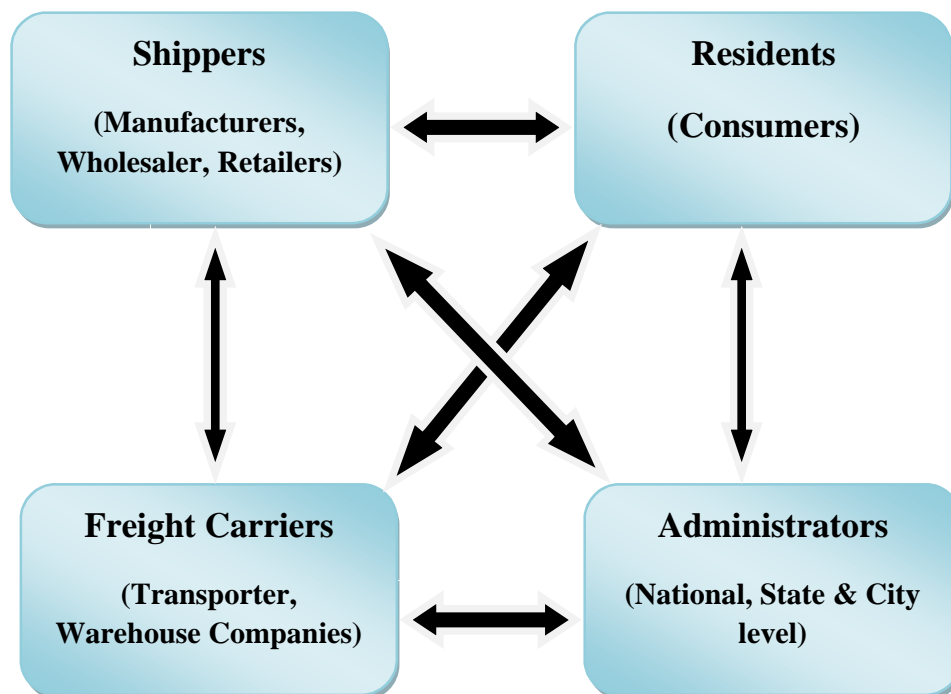 Shippers
(Manufacturers,
Wholesaler, Retailers)
Residents
(Consumers)
Freight Carriers
(Transporter,
Warehouse Companies)
Administrators
(National, State & City
level)